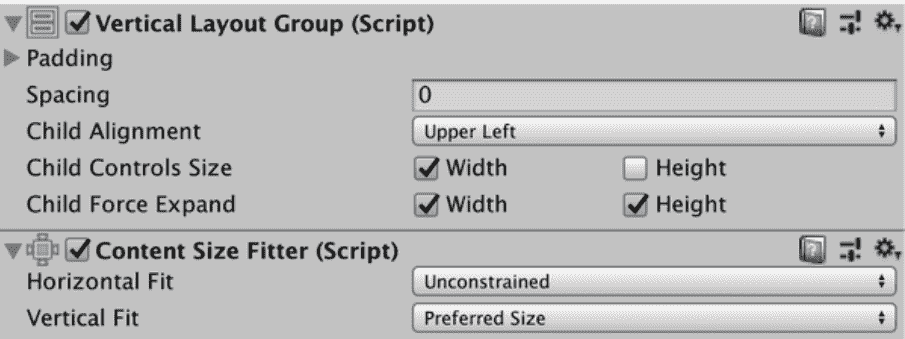 Vertical Layout Group (Script)
Padding
Spacing 0
Child Alignment Upper Left
Child Controls Size Width Height
Child Force Expand Width Height
Content Size Fitter (Script)
Horizontal Fit Unconstrained
Vertical Fit Preferred Size